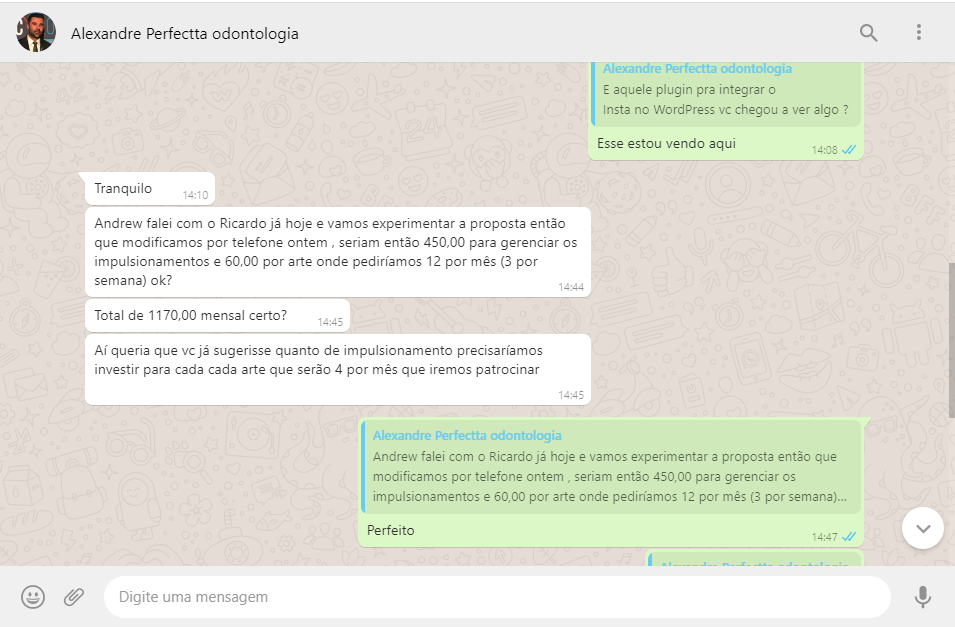 Alexandre Perfectta odontologia
Alexandre Perfectta odontologia
E aquele plugin pra integrar o
Insta no WordPress vc chegou a ver algo ?
Esse estou vendo aqui
14:08
Tranquilo
14:10
Andrew falei com o Ricardo já hoje e vamos experimentar a proposta então
que modificamos por telefone ontem , seriam então 450,00 para gerenciar os
impulsionamentos e 60,00 por arte onde pediríamos 12 por mês (3 por
semana) ok?
14:44
Total de 1170,00 mensal certo?
14:45
Aí queria que vc já sugerisse quanto de impulsionamento precisaríamos
investir para cada cada arte que serão 4 por mês que iremos patrocinar
14:45
Alexandre Perfectta odontologia
Andrew falei com o Ricardo já hoje e vamos experimentar a proposta então que
modificamos por telefone ontem , seriam então 450,00 para gerenciar os
impulsionamentos e 60,00 por arte onde pediríamos 12 por mês (3 por semana)...
Perfeito
14:47
Alexandre Perfectta odontologia
Digite uma mensagem